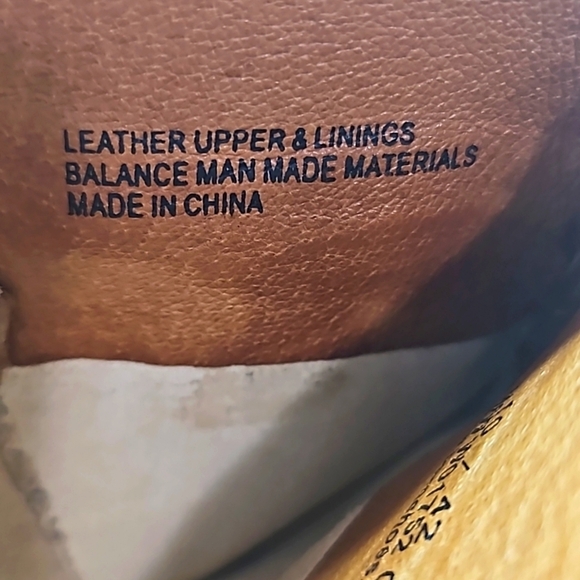 LEATHER UPPER & LININGS
BALANCE MAN MADE MATERIALS
MADE IN CHINA